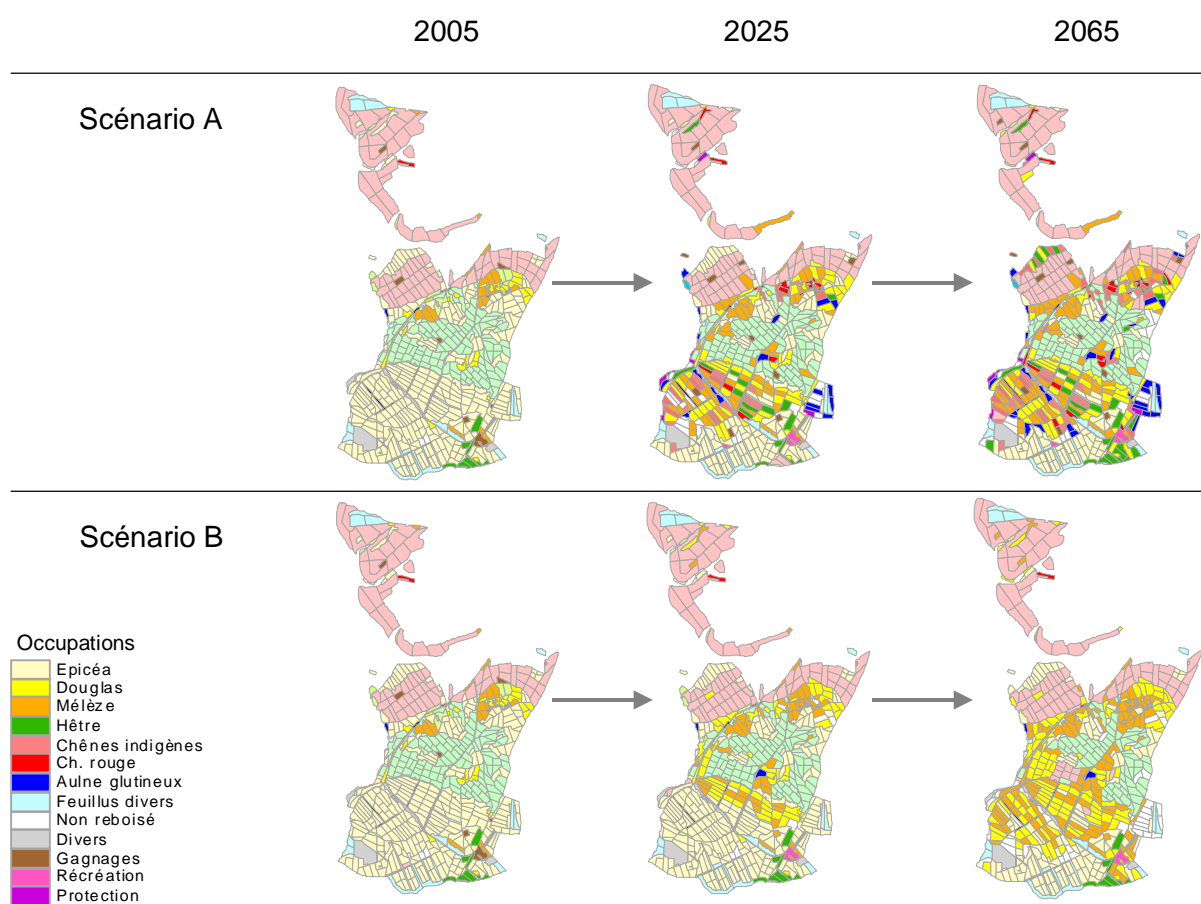 2005 2025 2065
Scénario A
Scénario B
Occupations
Epicéa
Douglas
Mélèze
Hêtre
Chênes indigènes
Ch. rouge
Aulne glutineux
Feuillus divers
Non reboisé
Divers
Gagnages
Récréation
Protection